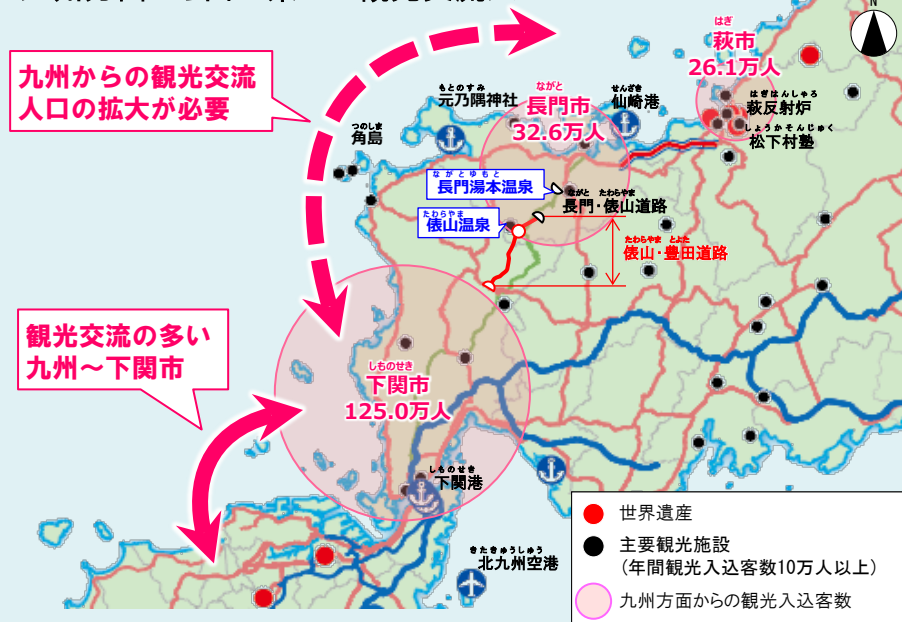 N
九州からの観光交流
人口の拡大が必要
はぎ
萩市
26.1万人
もとのすみ
元乃隅神社
ながと
長門市
32.6万人
せんざき
仙崎港
はぎはんしゃろ
萩反射炉
しょうかそんじゅく
松下村塾
つのしま
角島
ながとゆもと
長門湯本温泉
ながと たわらやま
長門・俵山道路
たわらやま
俵山温泉
たわらやま とよた
俵山・豊田道路
観光交流の多い
九州～下関市
しものせき
下関市
125.0万人
しものせき
下関港
きたきゅうしゅう
北九州空港
世界遺産
主要観光施設
(年間観光入込客数10万人以上)
九州方面からの観光入込客数